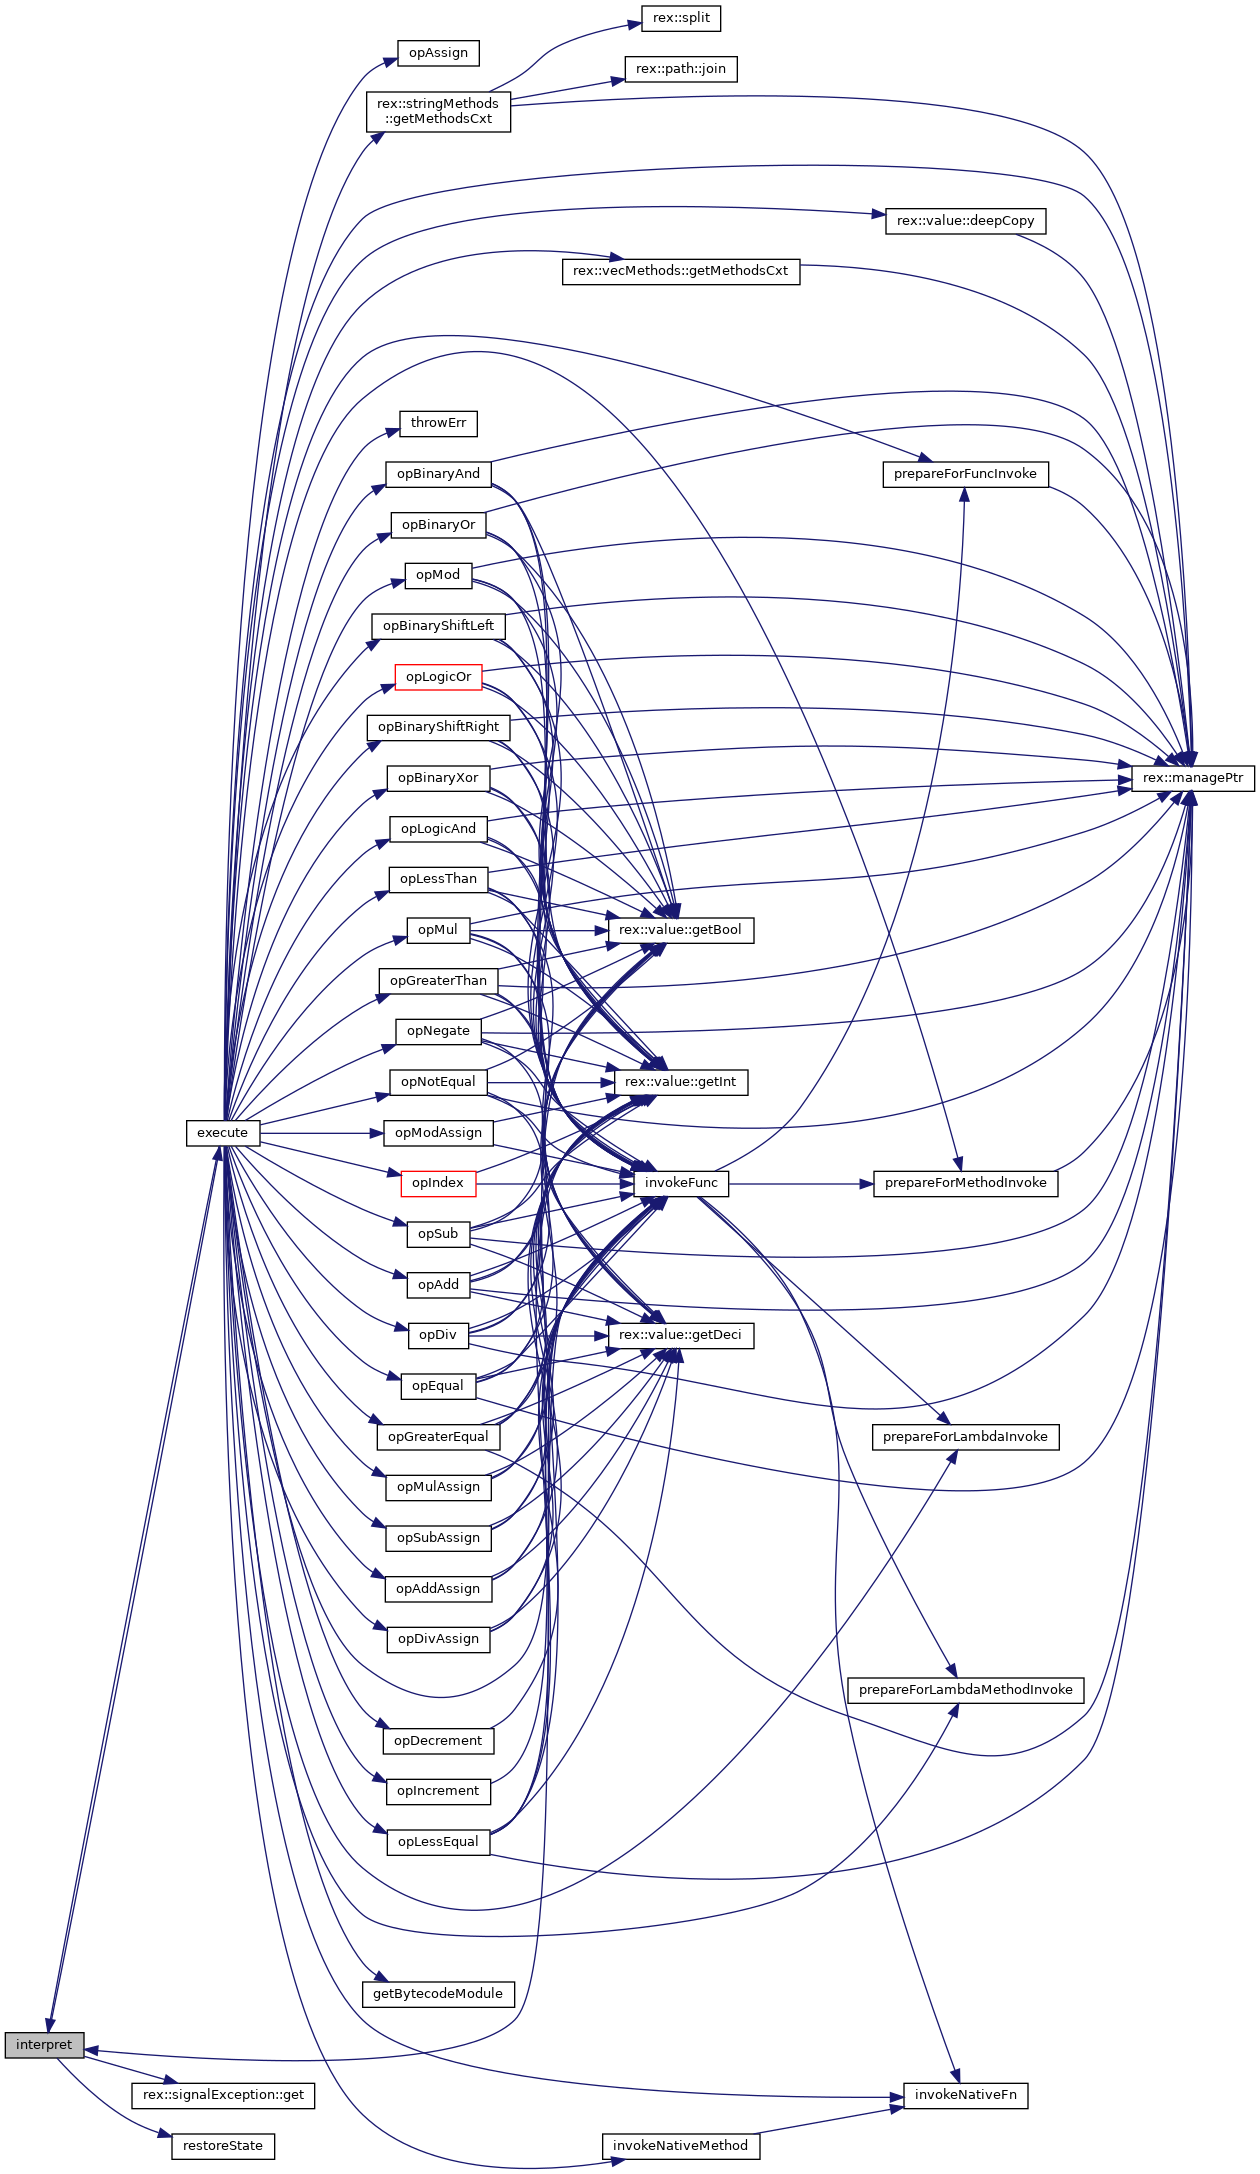 rex::split
opAssign
rex::path::join
rex::stringMethods
::getMethodsCxt
rex::value::deepCopy
rex::vecMethods::getMethodsCxt
throwErr
opBinaryAnd
prepareForFuncInvoke
opBinaryOr
opMod
opBinaryShiftLeft
opLogicOr
opBinaryShiftRight
opBinaryXor
rex::managePtr
opLogicAnd
opLessThan
opMul
rex::value::getBool
opGreaterThan
opNegate
opNotEqual
rex::value::getInt
execute
opModAssign
opIndex
invokeFunc
prepareForMethodInvoke
opSub
opAdd
opDiv
rex::value::getDeci
opEqual
opGreaterEqual
prepareForLambdaInvoke
opMulAssign
opSubAssign
opAddAssign
opDivAssign
prepareForLambdaMethodInvoke
opDecrement
opIncrement
opLessEqual
getBytecodeModule
interpret
rex::signalException::get
invokeNativeFn
restoreState
invokeNativeMethod